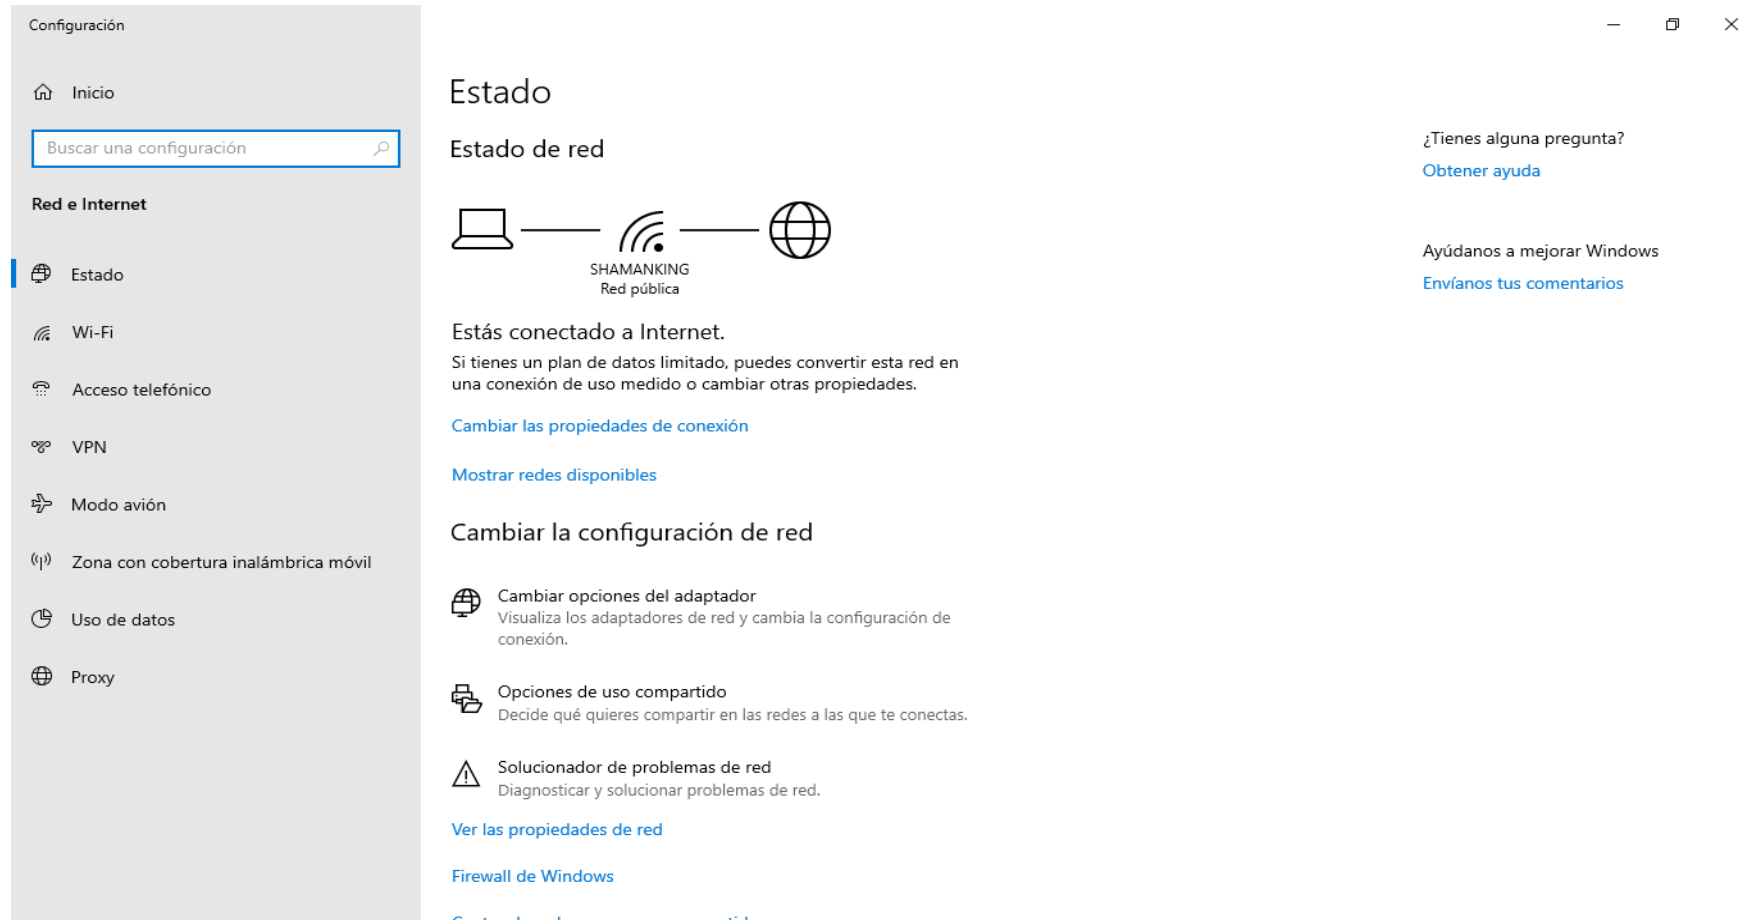 Configuración
Inicio
Buscar una configuración
Red e Internet
Estado
Wi-Fi
Acceso telefónico
VPN
Modo avión
Zona con cobertura inalámbrica móvil
Uso de datos
Proxy
Estado
Estado de red
SHAMANKING
Red pública
Estás conectado a Internet.
Si tienes un plan de datos limitado, puedes convertir esta red en
una conexión de uso medido o cambiar otras propiedades.
Cambiar las propiedades de conexión
Mostrar redes disponibles
Cambiar la configuración de red
Cambiar opciones del adaptador
Visualiza los adaptadores de red y cambia la configuración de
conexión.
Opciones de uso compartido
Decide qué quieres compartir en las redes a las que te conectas.
Solucionador de problemas de red
Diagnosticar y solucionar problemas de red.
Ver las propiedades de red
Firewall de Windows
¿Tienes alguna pregunta?
Obtener ayuda
Ayúdanos a mejorar Windows
Envíanos tus comentarios